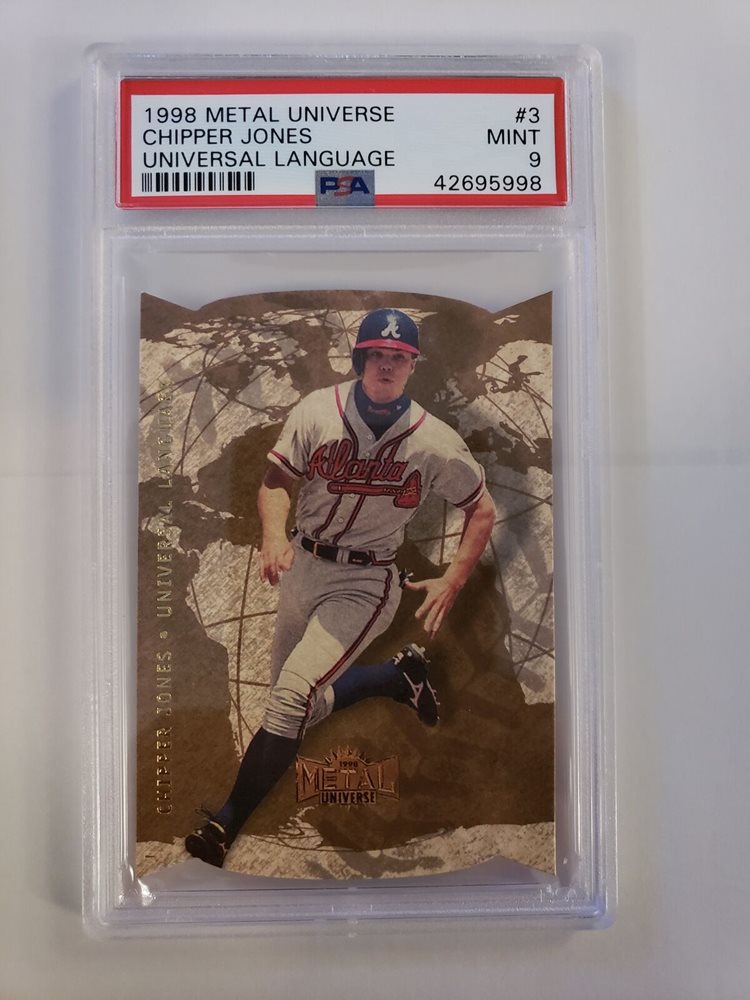 1998 METAL UNIVERSE #3
CHIPPER JONES MINT
UNIVERSAL LANGUAGE 9
PSA 42695998
A
Atlanta
CHIPPER JONES • UNIVERSAL LANGUAGE
1998
METAL
UNIVERSE